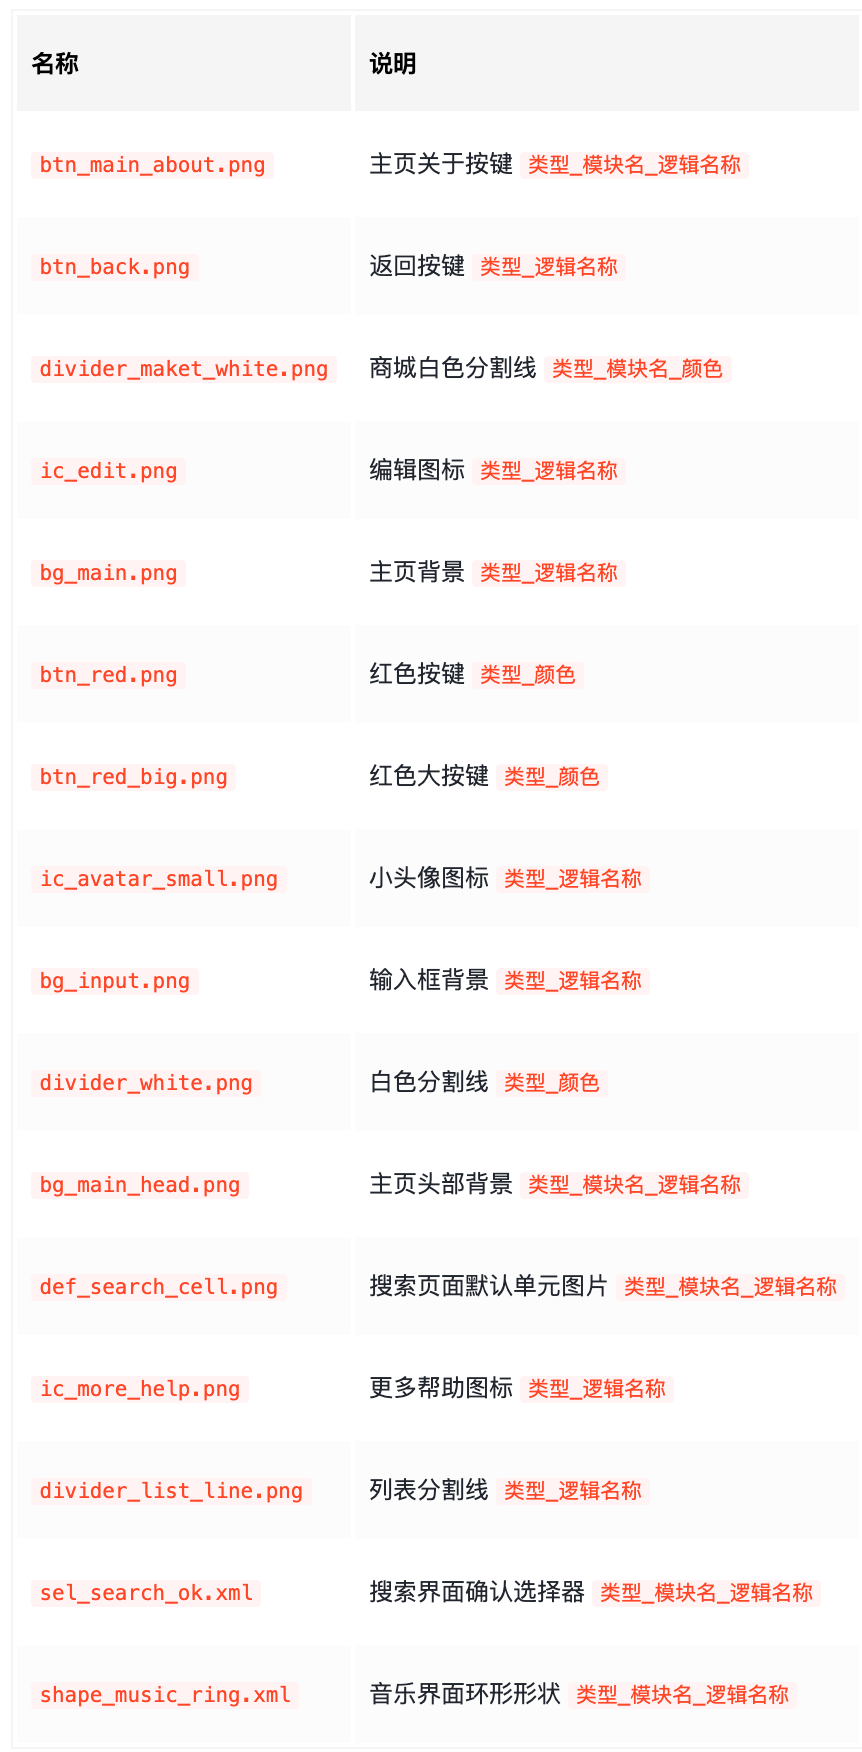 名称 说明
btn_main_about.png 主页关于按键 类型_模块名_逻辑名称
btn_back.png 返回按键 类型_逻辑名称
divider_maket_white.png 商城白色分割线 类型_模块名_颜色
ic_edit.png 编辑图标 类型_逻辑名称
bg_main.png 主页背景 类型_逻辑名称
btn_red.png 红色按键 类型_颜色
btn_red_big.png 红色大按键 类型_颜色
ic_avatar_small.png 小头像图标 类型_逻辑名称
bg_input.png 输入框背景 类型_逻辑名称
divider_white.png 白色分割线 类型_颜色
bg_main_head.png 主页头部背景 类型_模块名_逻辑名称
def_search_cell.png 搜索页面默认单元图片 类型_模块名_逻辑名称
ic_more_help.png 更多帮助图标 类型_逻辑名称
divider_list_line.png 列表分割线 类型_逻辑名称
sel_search_ok.xml 搜索界面确认选择器 类型_模块名_逻辑名称
shape_music_ring.xml 音乐界面环形形状 类型_模块名_逻辑名称